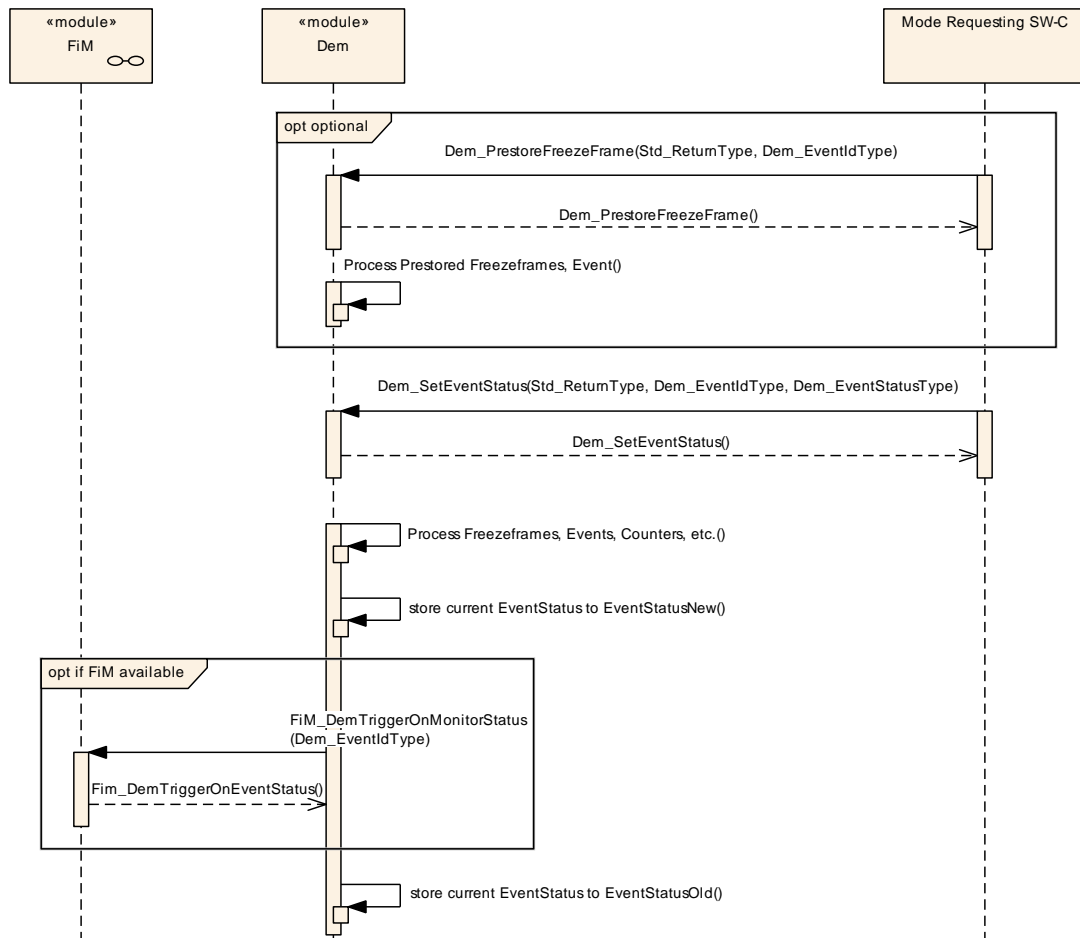 «module»
FiM
«module»
Dem
Mode Requesting SW-C
opt optional
Dem_PrestoreFreezeFrame(Std_ReturnType, Dem_EventIdType)
Dem_PrestoreFreezeFrame()
Process Prestored Freezeframes, Event()
Dem_SetEventStatus(Std_ReturnType, Dem_EventIdType, Dem_EventStatusType)
Dem_SetEventStatus()
Process Freezeframes, Events, Counters, etc.()
store current EventStatus to EventStatusNew()
opt if FiM available
FiM_DemTriggerOnMonitorStatus
(Dem_EventIdType)
Fim_DemTriggerOnEventStatus()
store current EventStatus to EventStatusOld()